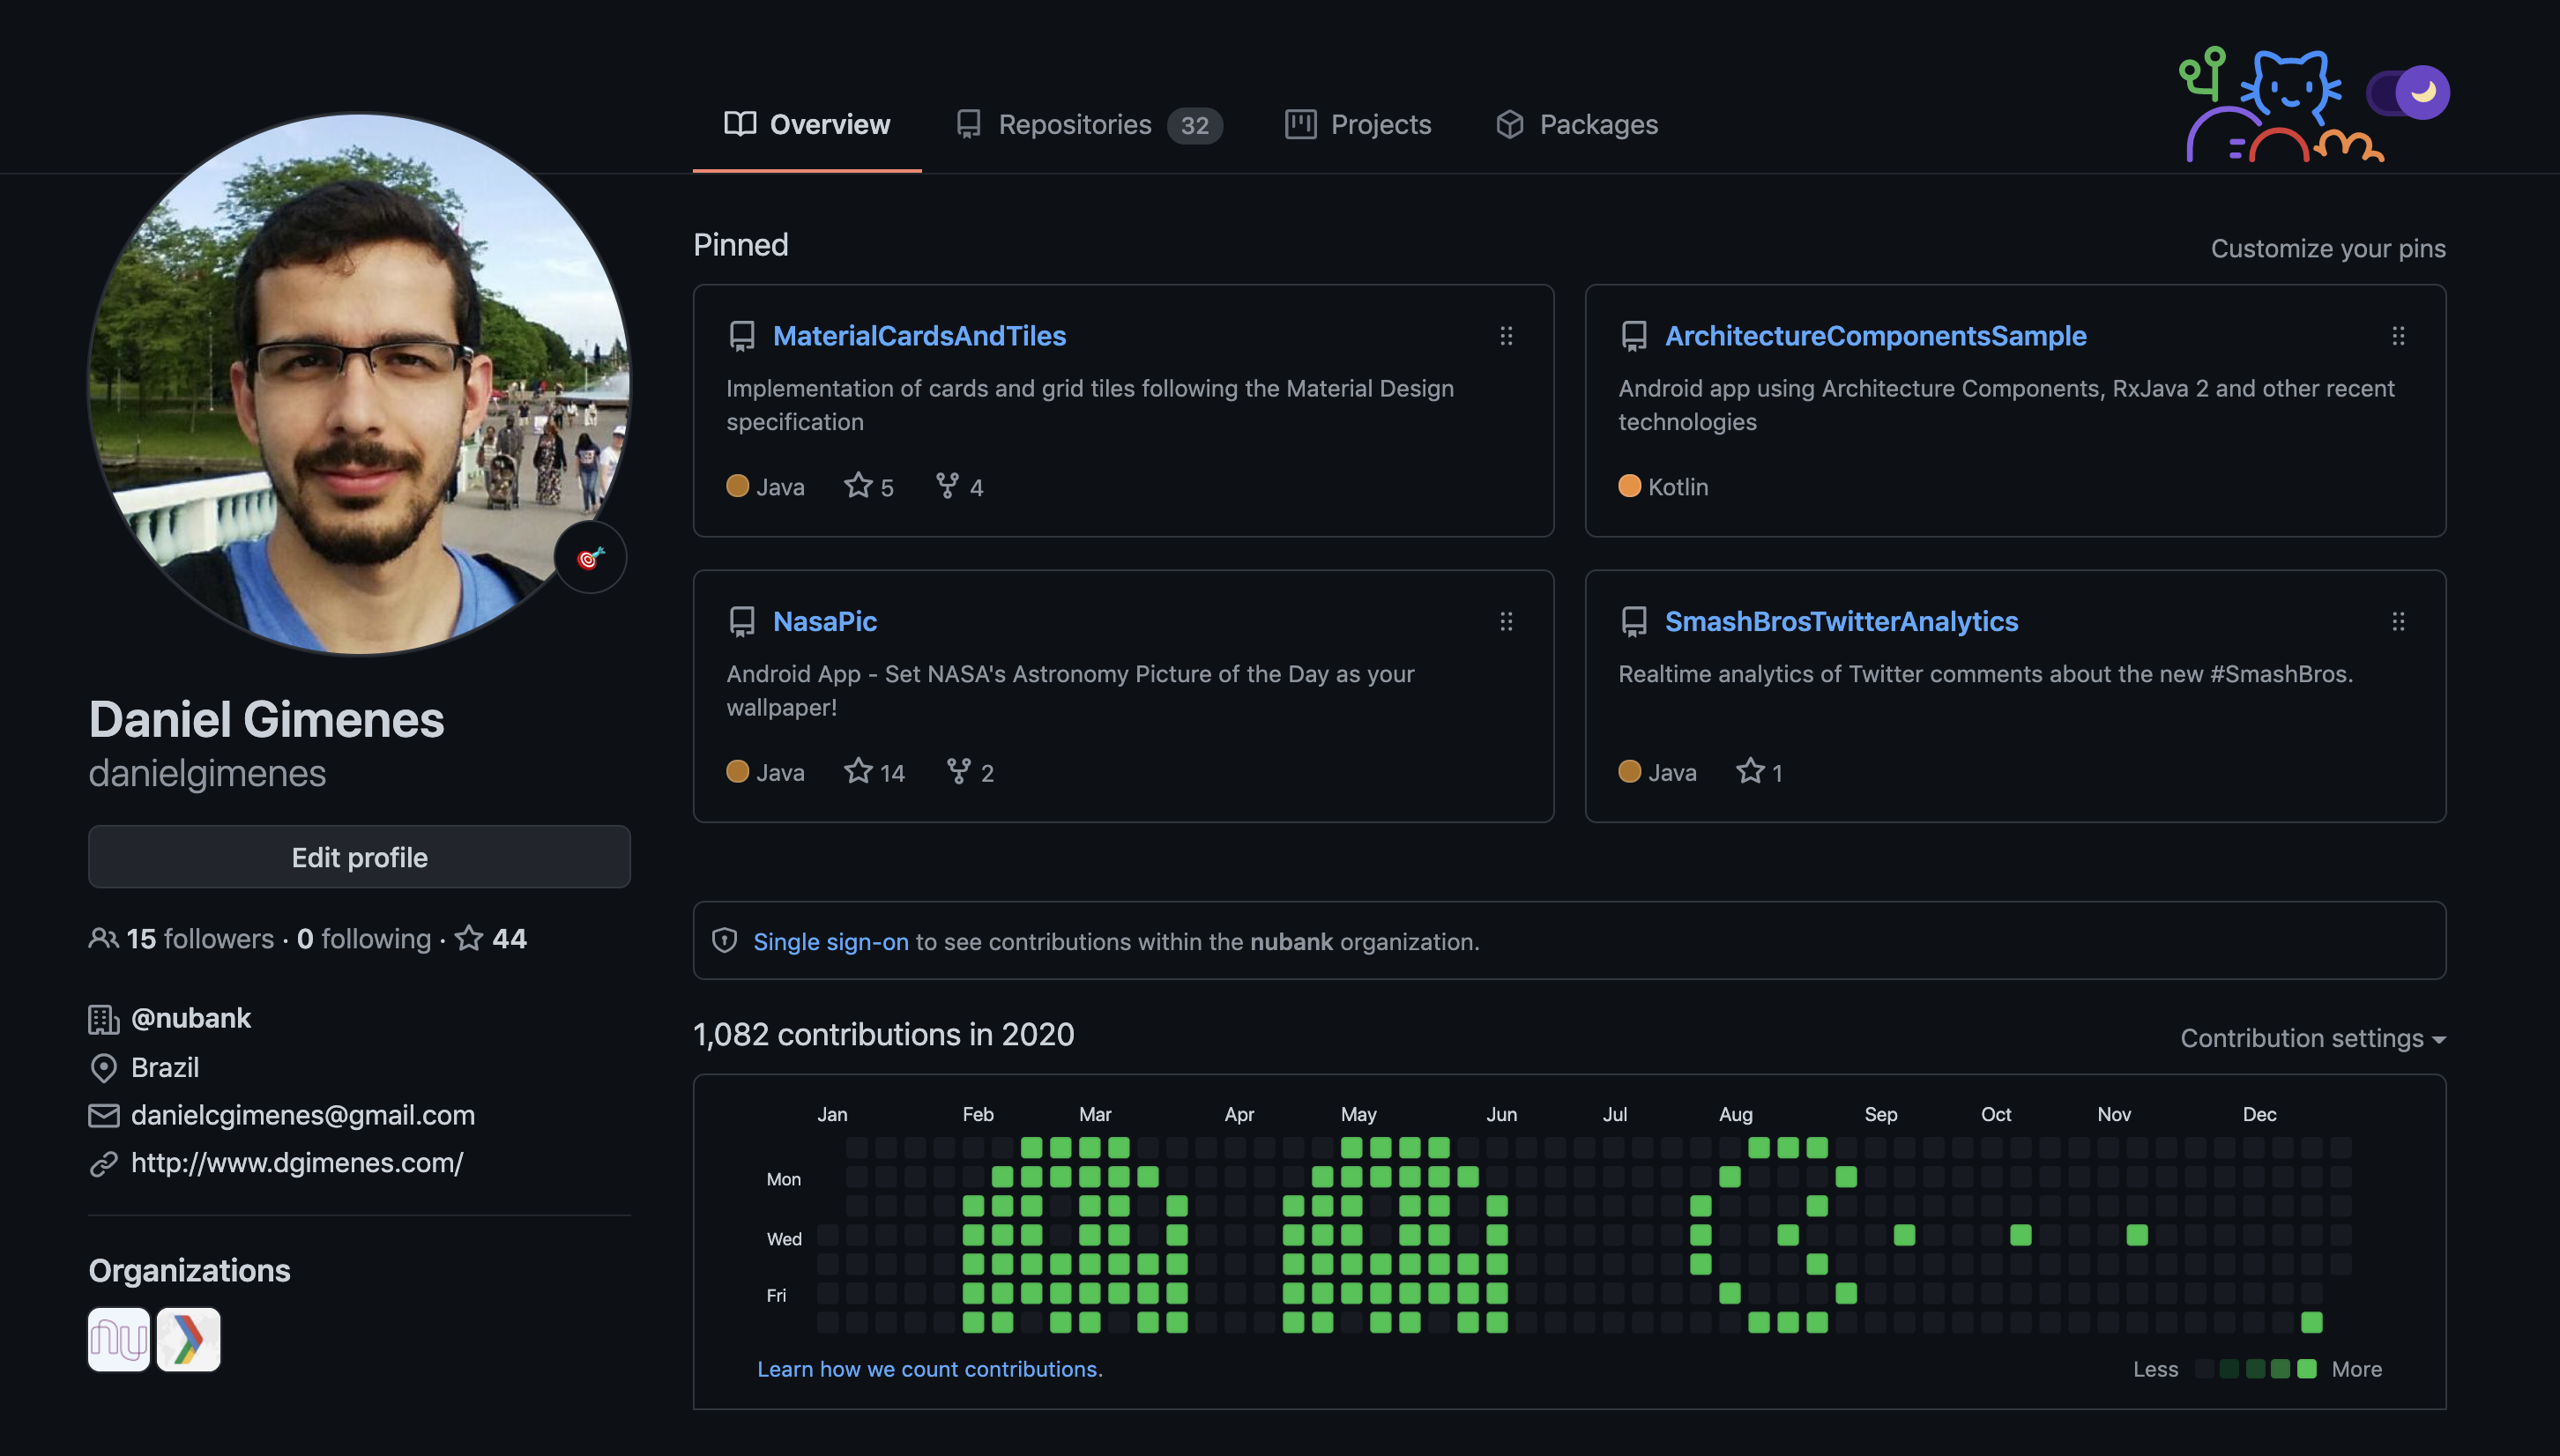 Overview
Repositories 32
Projects
Packages
Daniel Gimenes
danielgimenes
Edit profile
15 followers · 0 following · 44
@nubank
Brazil
danielcgimenes@gmail.com
http://www.dgimenes.com/
Organizations
nu
Pinned
Customize your pins
MaterialCardsAndTiles
Implementation of cards and grid tiles following the Material Design
specification
Java 5 4
ArchitectureComponentsSample
Android app using Architecture Components, RxJava 2 and other recent
technologies
Kotlin
NasaPic
Android App - Set NASA's Astronomy Picture of the Day as your
wallpaper!
Java 14 2
SmashBrosTwitterAnalytics
Realtime analytics of Twitter comments about the new #SmashBros.
Java 1
Single sign-on to see contributions within the nubank organization.
1,082 contributions in 2020
Contribution settings
Jan Feb Mar Apr May Jun Jul Aug Sep Oct Nov Dec
Mon
Wed
Fri
Learn how we count contributions.
Less More